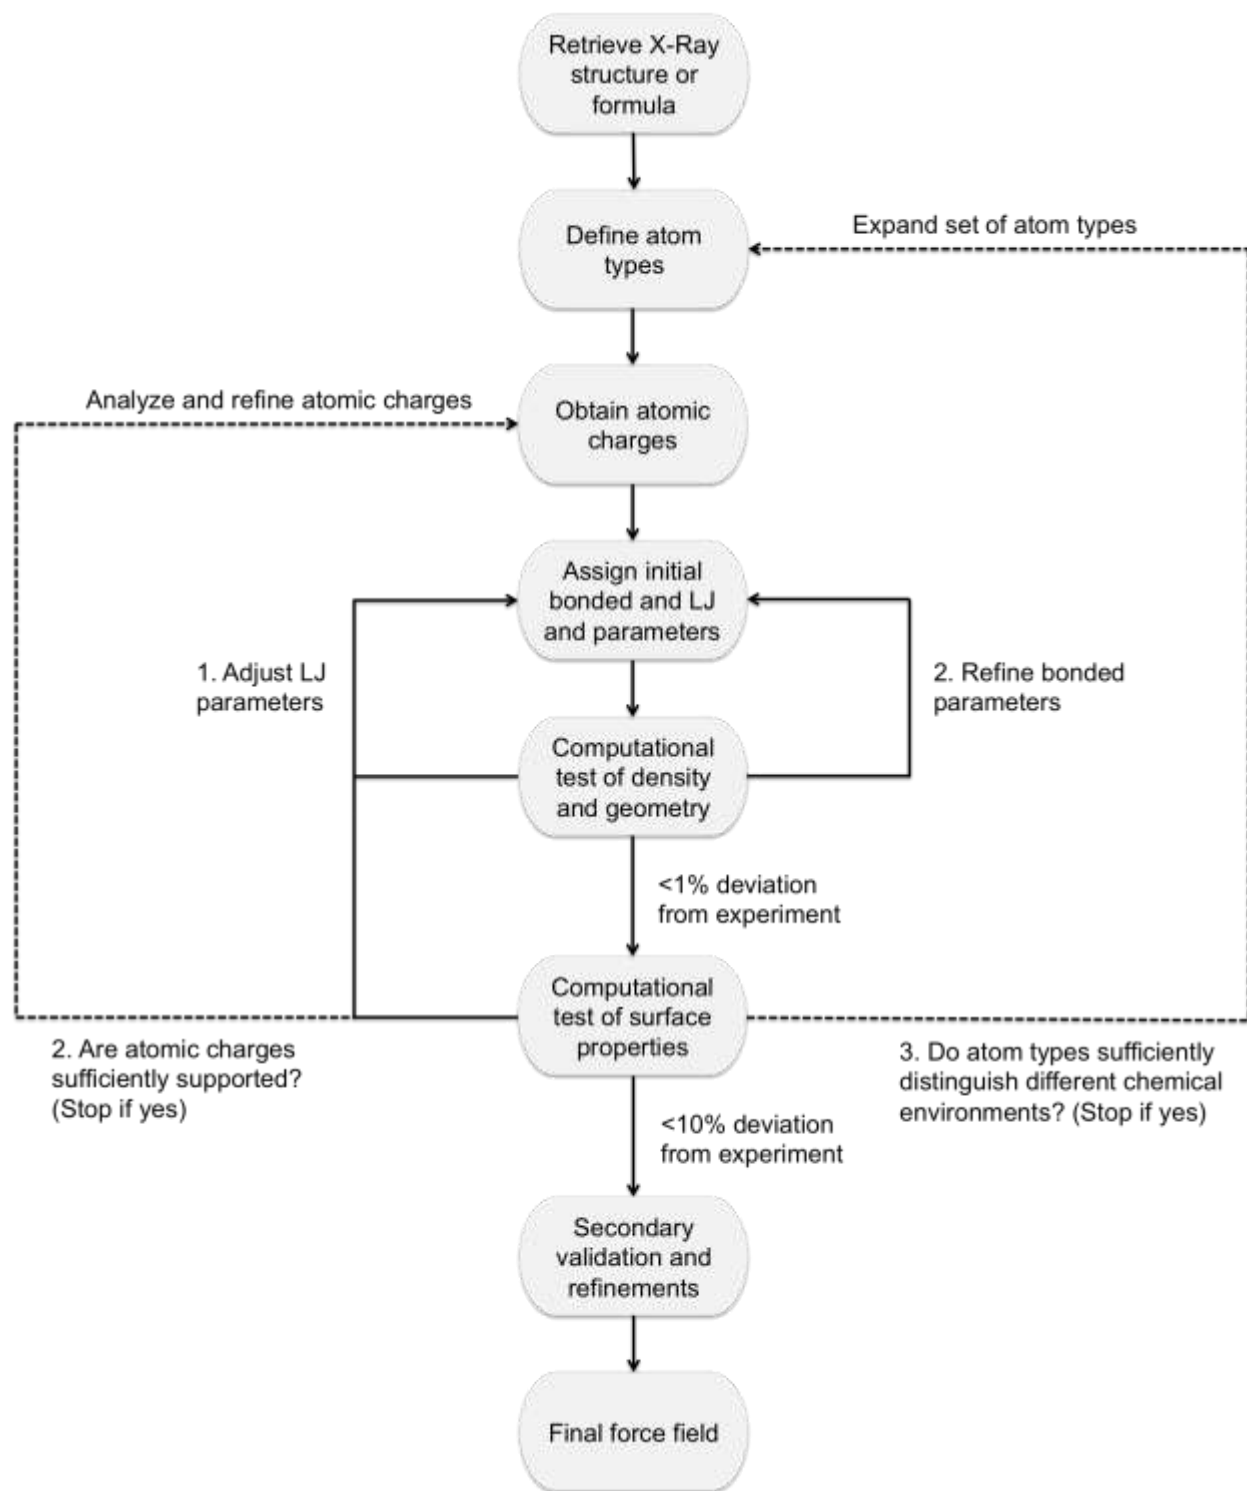 Retrieve X-Ray
structure or
formula
Define atom
types
Expand set of atom types
Analyze and refine atomic charges
Obtain atomic
charges
Assign initial
bonded and LJ
and parameters
1. Adjust LJ
parameters
2. Refine bonded
parameters
Computational
test of density
and geometry
<1% deviation
from experiment
Computational
test of surface
properties
2. Are atomic charges
sufficiently supported?
(Stop if yes)
3. Do atom types sufficiently
distinguish different chemical
environments? (Stop if yes)
<10% deviation
from experiment
Secondary
validation and
refinements
Final force field